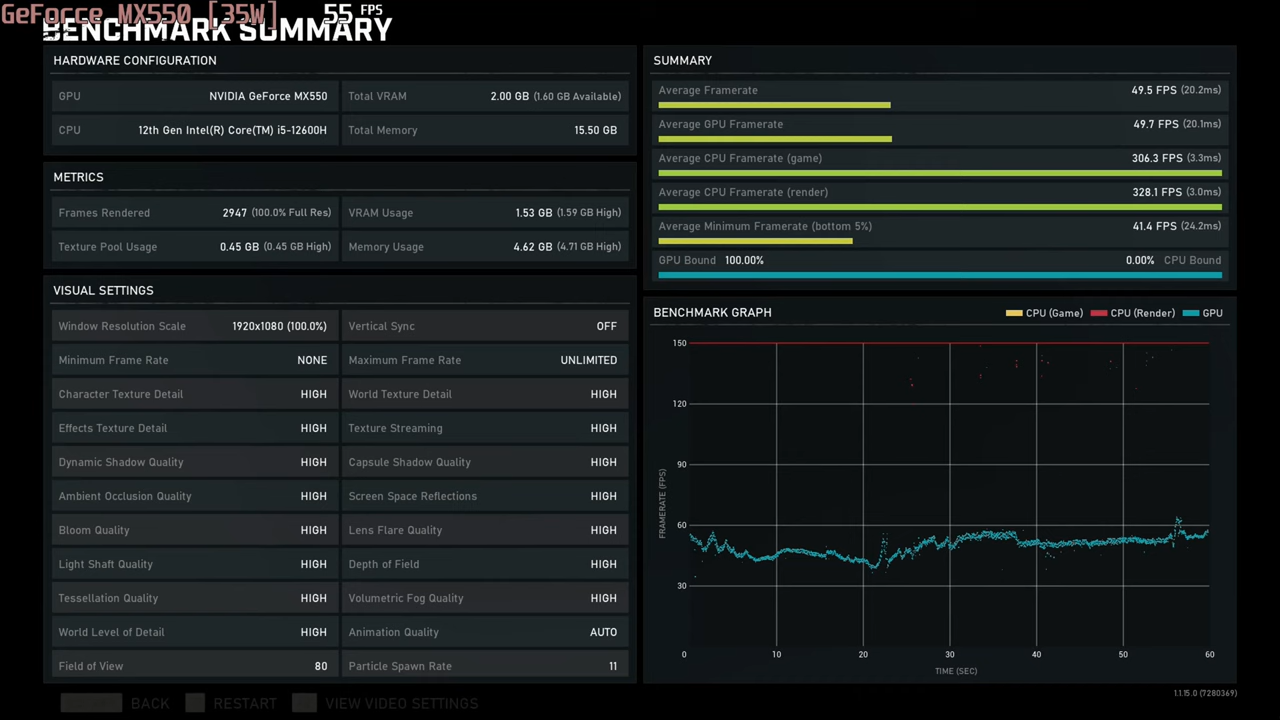 GeForce MX550 [35W] 55 FPS
BENCHMARK SUMMARY
HARDWARE CONFIGURATION
GPU NVIDIA GeForce MX550 Total VRAM 2.00 GB (1.60 GB Available)
CPU 12th Gen Intel(R) Core(TM) i5-12600H Total Memory 15.50 GB
METRICS
Frames Rendered 2947 (100.0% Full Res) VRAM Usage 1.53 GB (1.59 GB High)
Texture Pool Usage 0.45 GB (0.45 GB High) Memory Usage 4.62 GB (4.71 GB High)
VISUAL SETTINGS
Window Resolution Scale 1920x1080 (100.0%) Vertical Sync OFF
Minimum Frame Rate NONE Maximum Frame Rate UNLIMITED
Character Texture Detail HIGH World Texture Detail HIGH
Effects Texture Detail HIGH Texture Streaming HIGH
Dynamic Shadow Quality HIGH Capsule Shadow Quality HIGH
Ambient Occlusion Quality HIGH Screen Space Reflections HIGH
Bloom Quality HIGH Lens Flare Quality HIGH
Light Shaft Quality HIGH Depth of Field HIGH
Tessellation Quality HIGH Volumetric Fog Quality HIGH
World Level of Detail HIGH Animation Quality AUTO
Field of View 80 Particle Spawn Rate 11
SUMMARY
Average Framerate 49.5 FPS (20.2ms)
Average GPU Framerate 49.7 FPS (20.1ms)
Average CPU Framerate (game) 306.3 FPS (3.3ms)
Average CPU Framerate (render) 328.1 FPS (3.0ms)
Average Minimum Framerate (bottom 5%) 41.4 FPS (24.2ms)
GPU Bound 100.00% 0.00% CPU Bound
BENCHMARK GRAPH CPU (Game) CPU (Render) GPU
150
120
90
60
30
FRAMERATE (FPS)
0 10 20 30 40 50 60
TIME (SEC)
1.1.15.0 (7280369)
BACK RESTART VIEW VIDEO SETTINGS